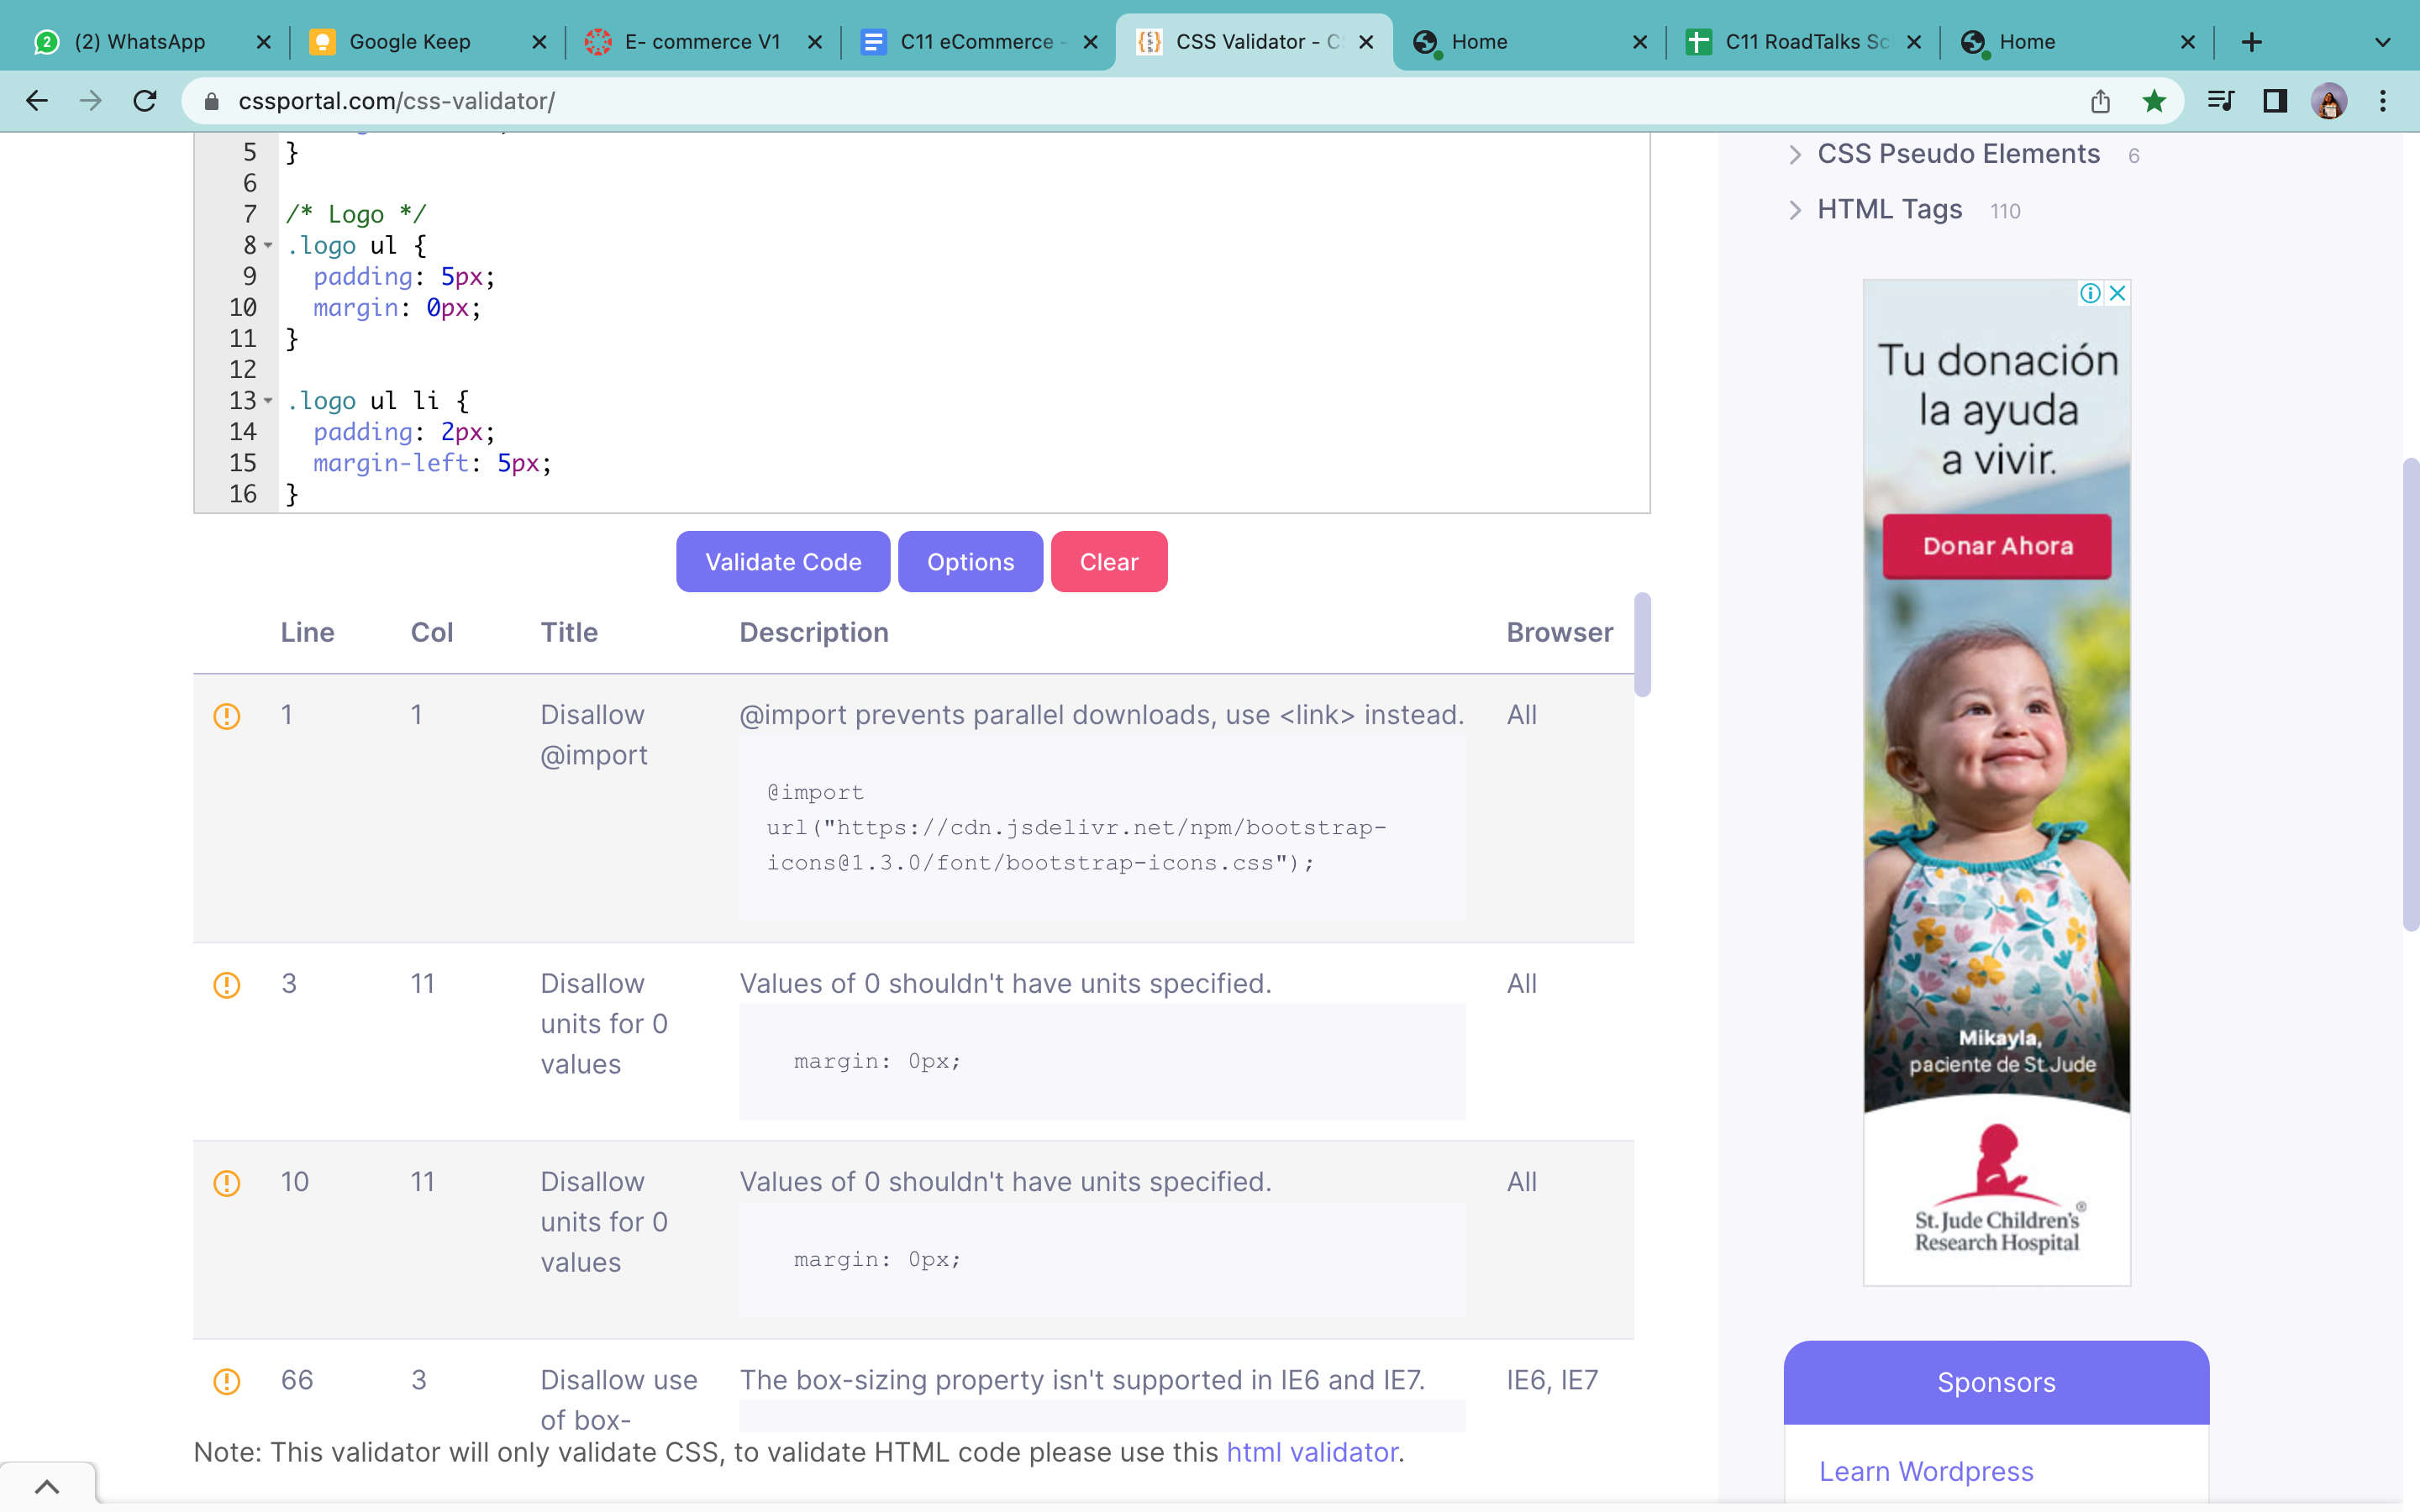 2 (2) WhatsApp
Google Keep
E- commerce V1
C11 eCommerce -
CSS Validator - C
Home
C11 RoadTalks Sc
Home
cssportal.com/css-validator/
5 }
6
7 /* Logo */
8 .logo ul {
9 padding: 5px;
10 margin: 0px;
11 }
12
13 .logo ul li {
14 padding: 2px;
15 margin-left: 5px;
16 }
Validate Code Options Clear
Line Col Title Description Browser
1 1 Disallow @import prevents parallel downloads, use <link> instead. All
@import
@import
url("https://cdn.jsdelivr.net/npm/bootstrap-
icons@1.3.0/font/bootstrap-icons.css");
3 11 Disallow Values of 0 shouldn't have units specified. All
units for 0
values
margin: 0px;
10 11 Disallow Values of 0 shouldn't have units specified. All
units for 0
values
margin: 0px;
66 3 Disallow use The box-sizing property isn't supported in IE6 and IE7. IE6, IE7
of box-
Note: This validator will only validate CSS, to validate HTML code please use this html validator.
CSS Pseudo Elements 6
HTML Tags 110
Tu donación
la ayuda
a vivir.
Donar Ahora
Mikayla,
paciente de St. Jude
St. Jude Children's
Research Hospital
®
Sponsors
Learn Wordpress